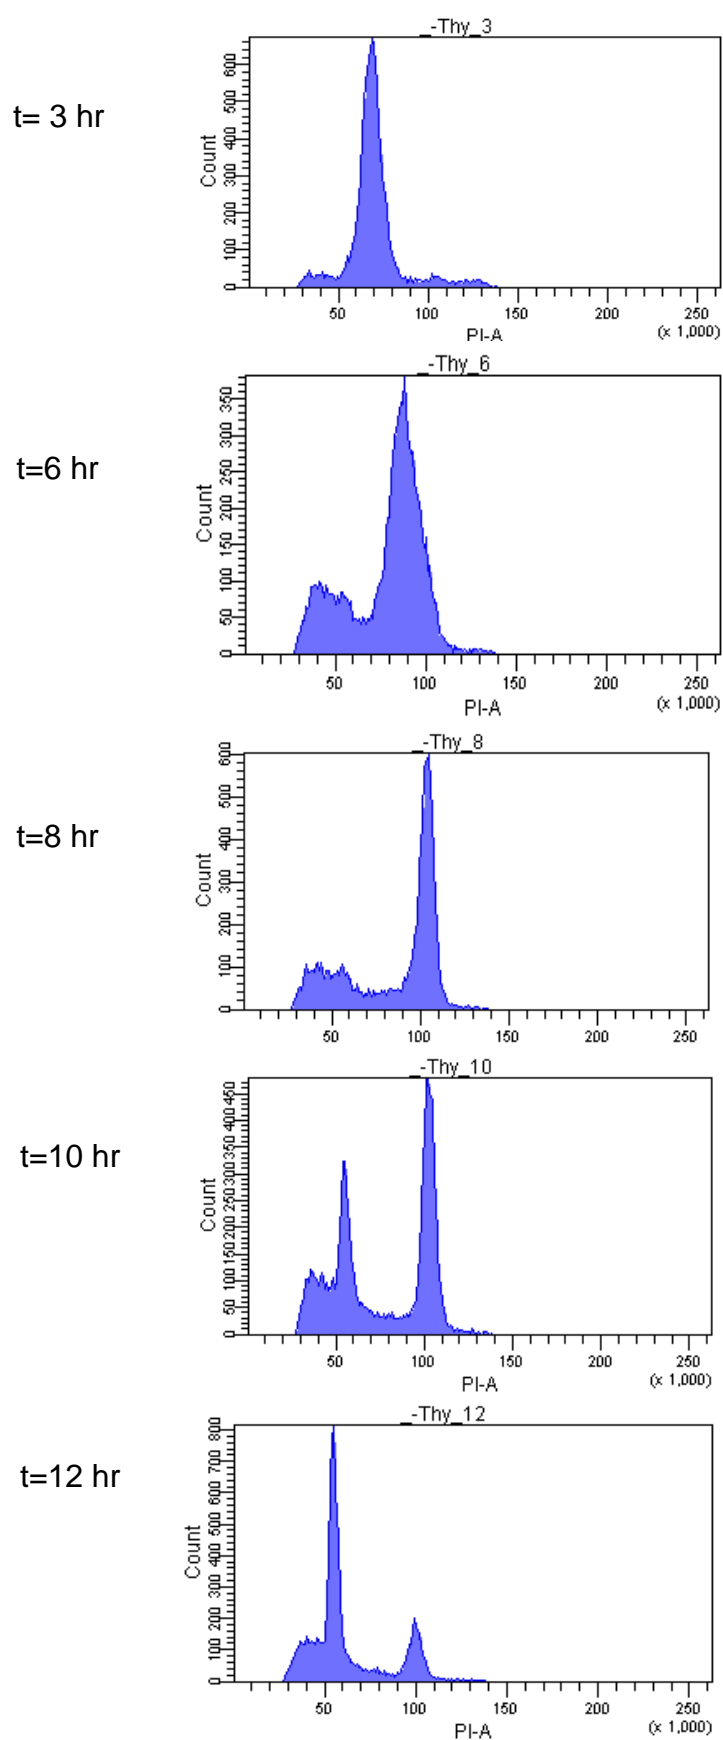 _-Thy_3
t= 3 hr
Count
0 100 200 300 400 500 600
50 100 150 200 250
PI-A
(x 1,000)
_-Thy_6
t=6 hr
Count
0 50 100 150 200 250 300 350
50 100 150 200 250
PI-A
(x 1,000)
_-Thy_8
t=8 hr
Count
0 100 200 300 400 500 600
50 100 150 200 250
_-Thy_10
t=10 hr
Count
0 50 100 150 200 250 300 350 400 450
50 100 150 200 250
PI-A
(x 1,000)
_-Thy_12
t=12 hr
Count
0 100 200 300 400 500 600 700 800
50 100 150 200 250
PI-A
(x 1,000)